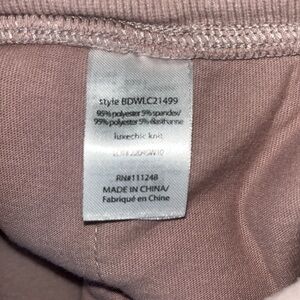 style BDWLC21499
95% polyester 5% spandex/
95% polyester 5% élasthanne
luxechic knit
RN#111248
MADE IN CHINA/
Fabriqué en Chine